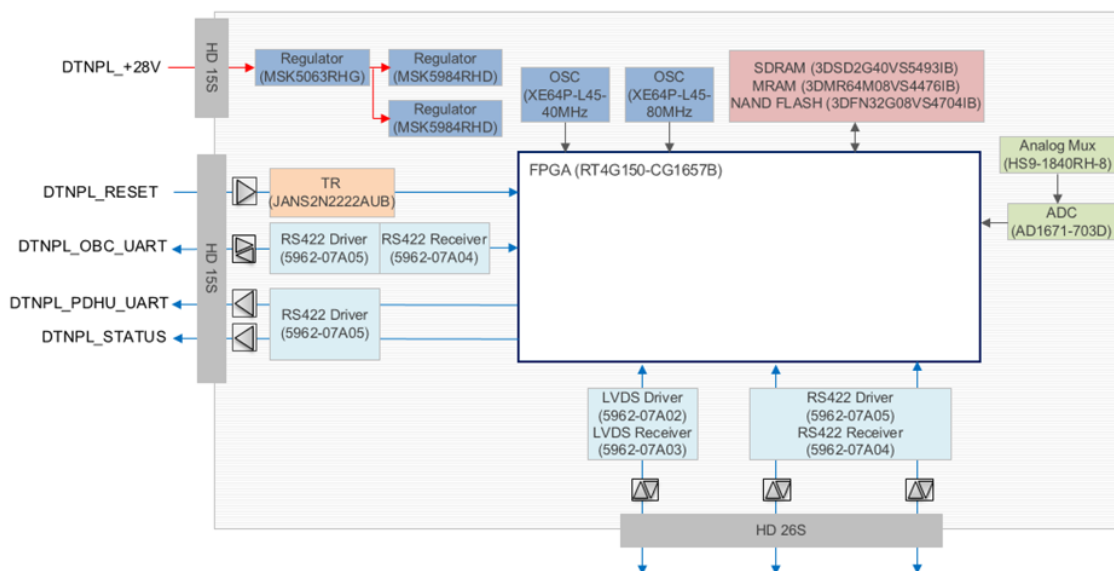 DTNPL_+28V
HD 15S
Regulator
(MSK5063RHG)
Regulator
(MSK5984RHD)
Regulator
(MSK5984RHD)
OSC
(XE64P-L45-
40MHz
OSC
(XE64P-L45-
80MHz
SDRAM (3DSD2G40VS5493IB)
MRAM (3DMR64M08VS4476IB)
NAND FLASH (3DFN32G08VS4704IB)
Analog Mux
(HS9-1840RH-8)
ADC
(AD1671-703D)
FPGA (RT4G150-CG1657B)
DTNPL_RESET
TR
(JANS2N2222AUB)
DTNPL_OBC_UART
HD 15S
RS422 Driver
(5962-07A05)
RS422 Receiver
(5962-07A04)
DTNPL_PDHU_UART
DTNPL_STATUS
RS422 Driver
(5962-07A05)
LVDS Driver
(5962-07A02)
LVDS Receiver
(5962-07A03)
RS422 Driver
(5962-07A05)
RS422 Receiver
(5962-07A04)
HD 26S